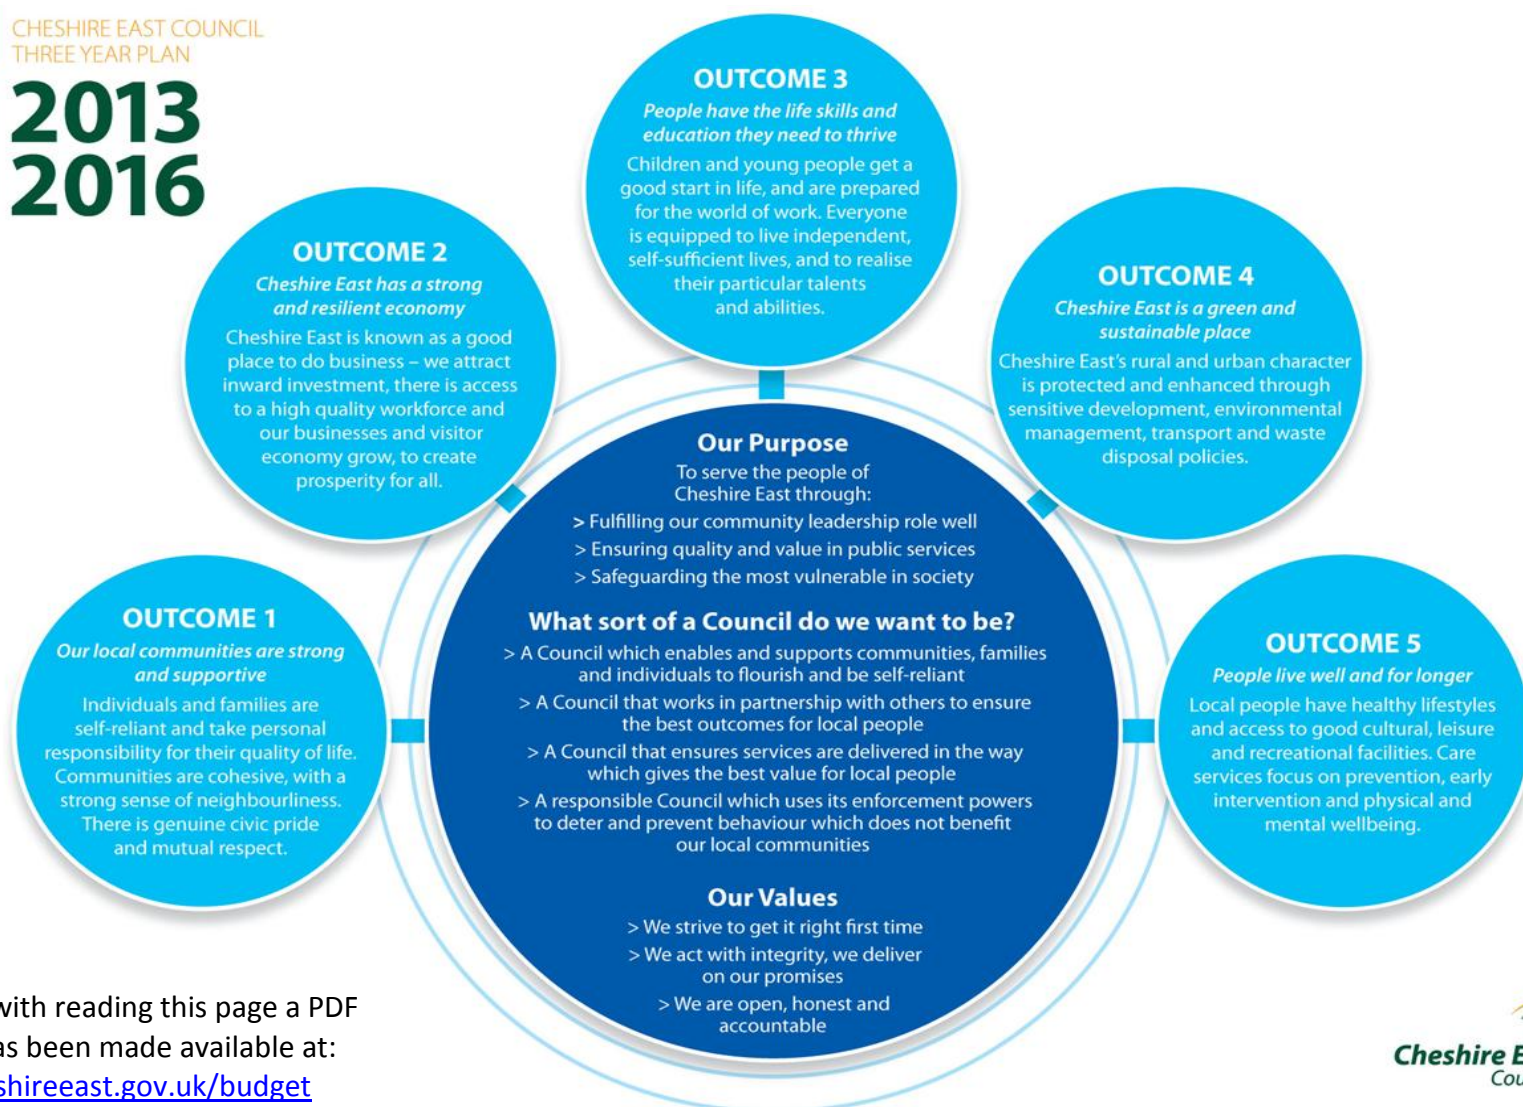 CHESHIRE EAST COUNCIL
THREE YEAR PLAN
2013
2016
OUTCOME 1
Our local communities are strong
and supportive
Individuals and families are
self-reliant and take personal
responsibility for their quality of life.
Communities are cohesive, with a
strong sense of neighbourliness.
There is genuine civic pride
and mutual respect.
OUTCOME 2
Cheshire East has a strong
and resilient economy
Cheshire East is known as a good
place to do business – we attract
inward investment, there is access
to a high quality workforce and
our businesses and visitor
economy grow, to create
prosperity for all.
OUTCOME 3
People have the life skills and
education they need to thrive
Children and young people get a
good start in life, and are prepared
for the world of work. Everyone
is equipped to live independent,
self-sufficient lives, and to realise
their particular talents
and abilities.
OUTCOME 4
Cheshire East is a green and
sustainable place
Cheshire East's rural and urban character
is protected and enhanced through
sensitive development, environmental
management, transport and waste
disposal policies.
OUTCOME 5
People live well and for longer
Local people have healthy lifestyles
and access to good cultural, leisure
and recreational facilities. Care
services focus on prevention, early
intervention and physical and
mental wellbeing.
Our Purpose
To serve the people of
Cheshire East through:
> Fulfilling our community leadership role well
> Ensuring quality and value in public services
> Safeguarding the most vulnerable in society
What sort of a Council do we want to be?
> A Council which enables and supports communities, families
and individuals to flourish and be self-reliant
> A Council that works in partnership with others to ensure
the best outcomes for local people
> A Council that ensures services are delivered in the way
which gives the best value for local people
> A responsible Council which uses its enforcement powers
to deter and prevent behaviour which does not benefit
our local communities
Our Values
> We strive to get it right first time
> We act with integrity, we deliver
on our promises
> We are open, honest and
accountable
with reading this page a PDF
as been made available at:
shireeast.gov.uk/budget
Cheshire E
Cou